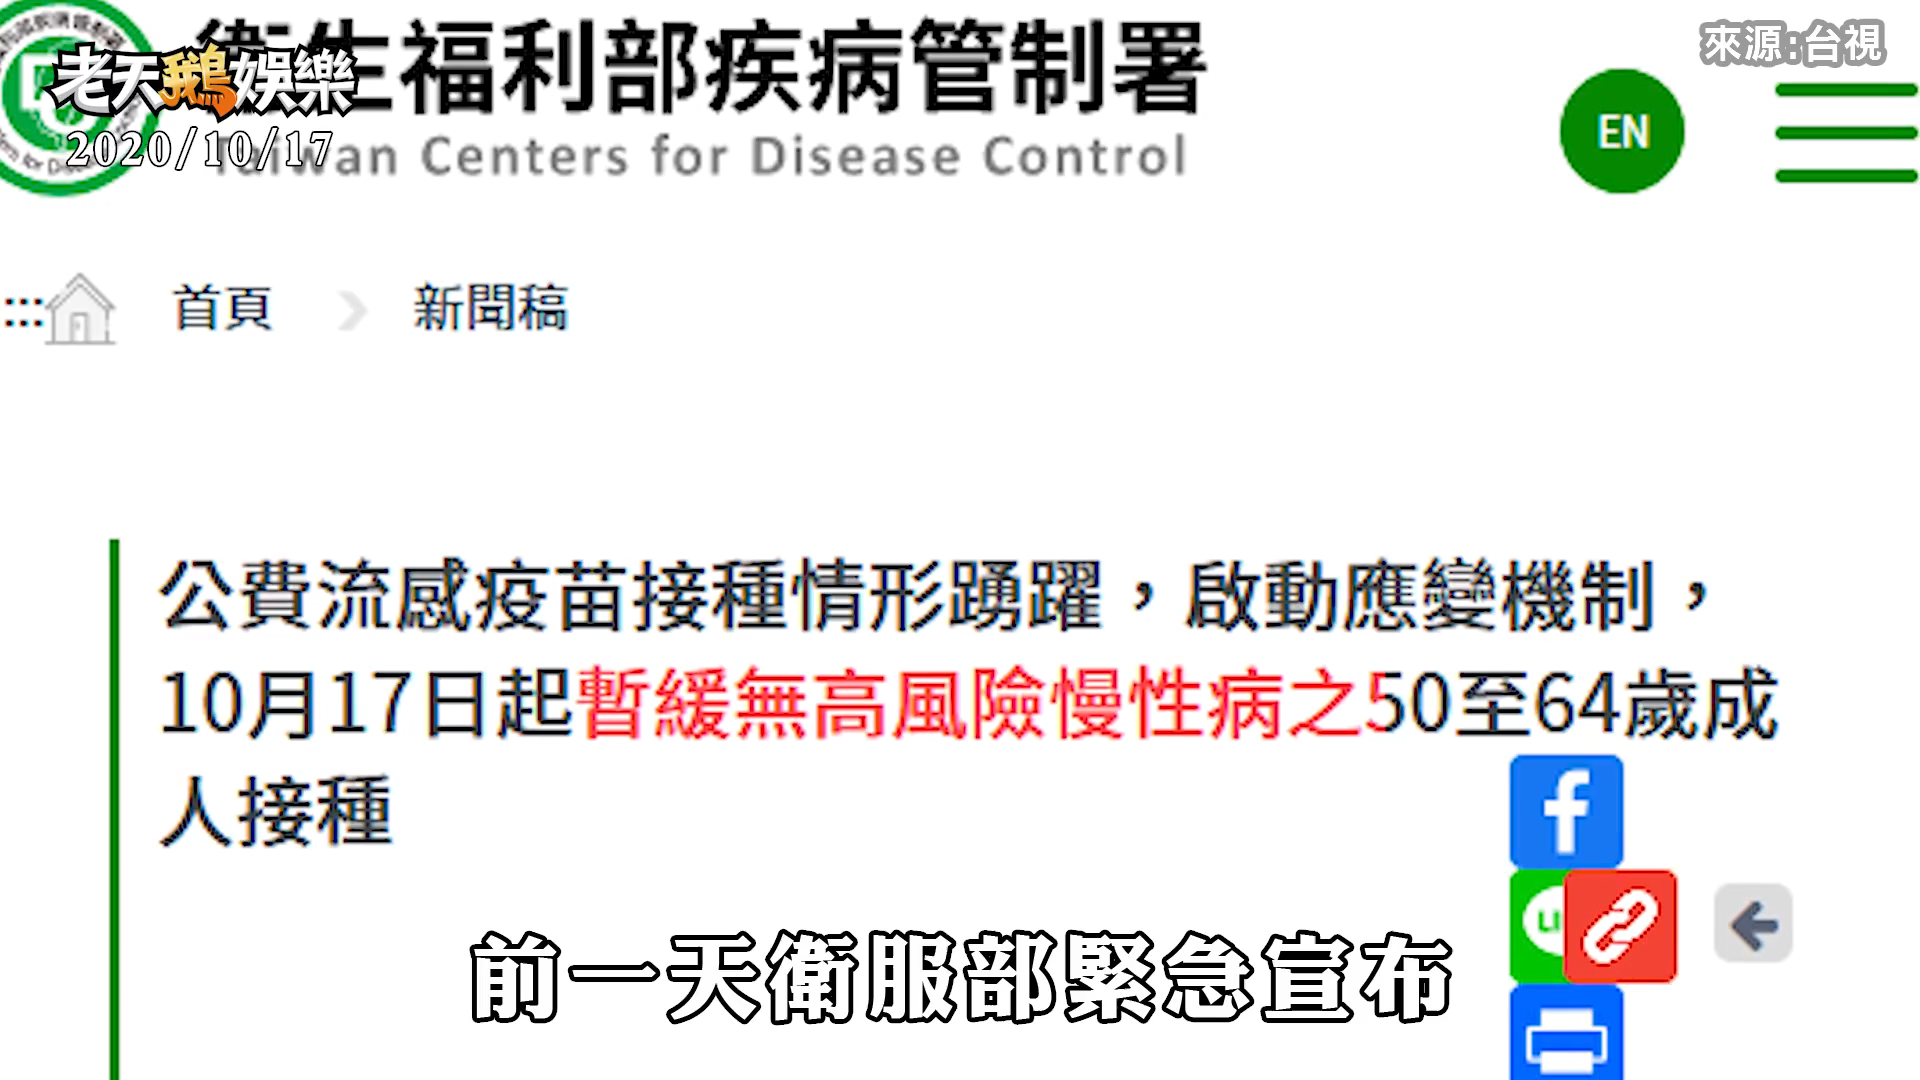 衛生福利部疾病管制署
老天鵝娛樂
2020/10/17
Taiwan Centers for Disease Control
來源:台視
EN
首頁
新聞稿
公費流感疫苗接種情形踴躍，啟動應變機制，
10月17日起暫緩無高風險慢性病之50至64歲成
人接種
前一天衛服部緊急宣布